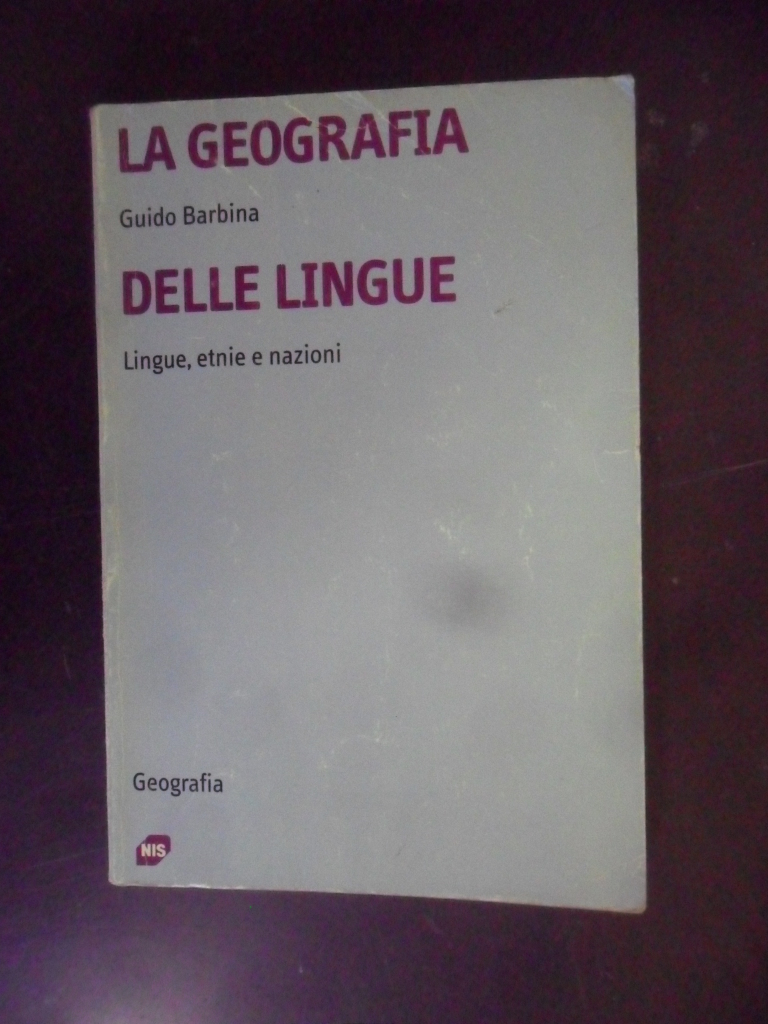 LA GEOGRAFIA
Guido Barbina
DELLE LINGUE
Lingue, etnie e nazioni
Geografia
NIS